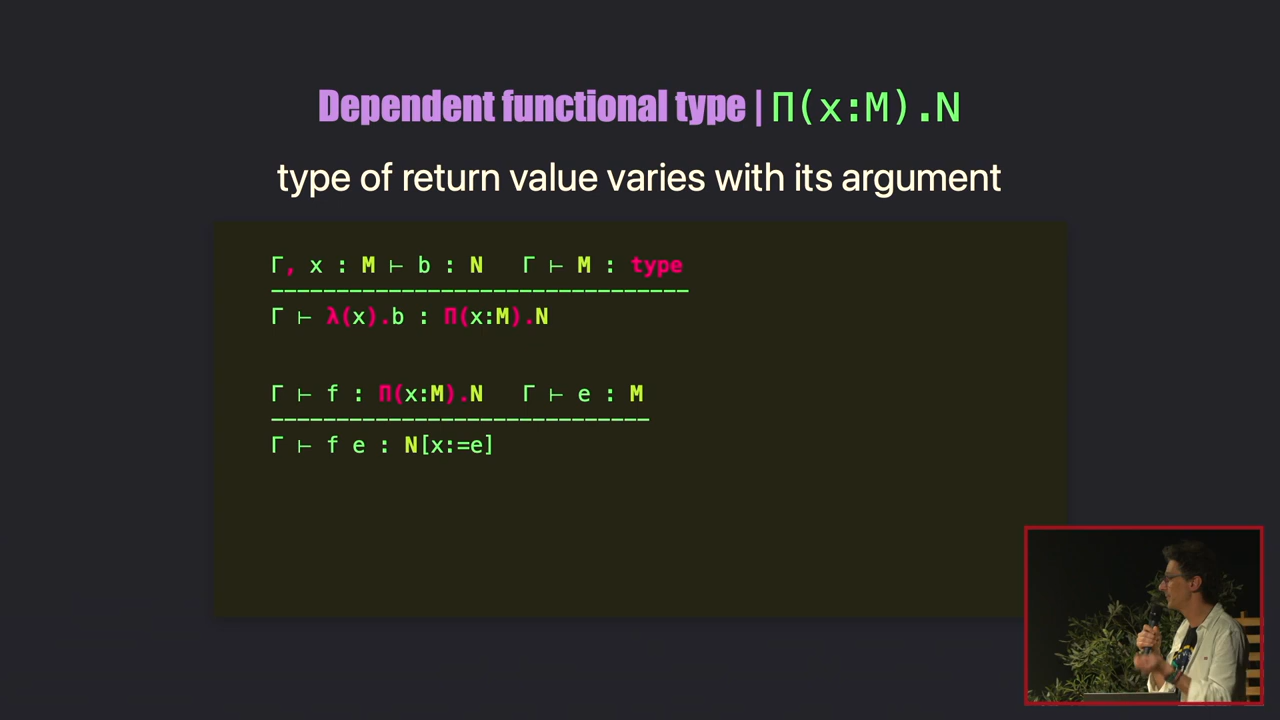 Dependent functional type | Π(x:M).N
type of return value varies with its argument
Γ, x : M ⊢ b : N   Γ ⊢ M : type
--------------------------------
Γ ⊢ λ(x).b : Π(x:M).N
Γ ⊢ f : Π(x:M).N   Γ ⊢ e : M
-----------------------------
Γ ⊢ f e : N[x:=e]